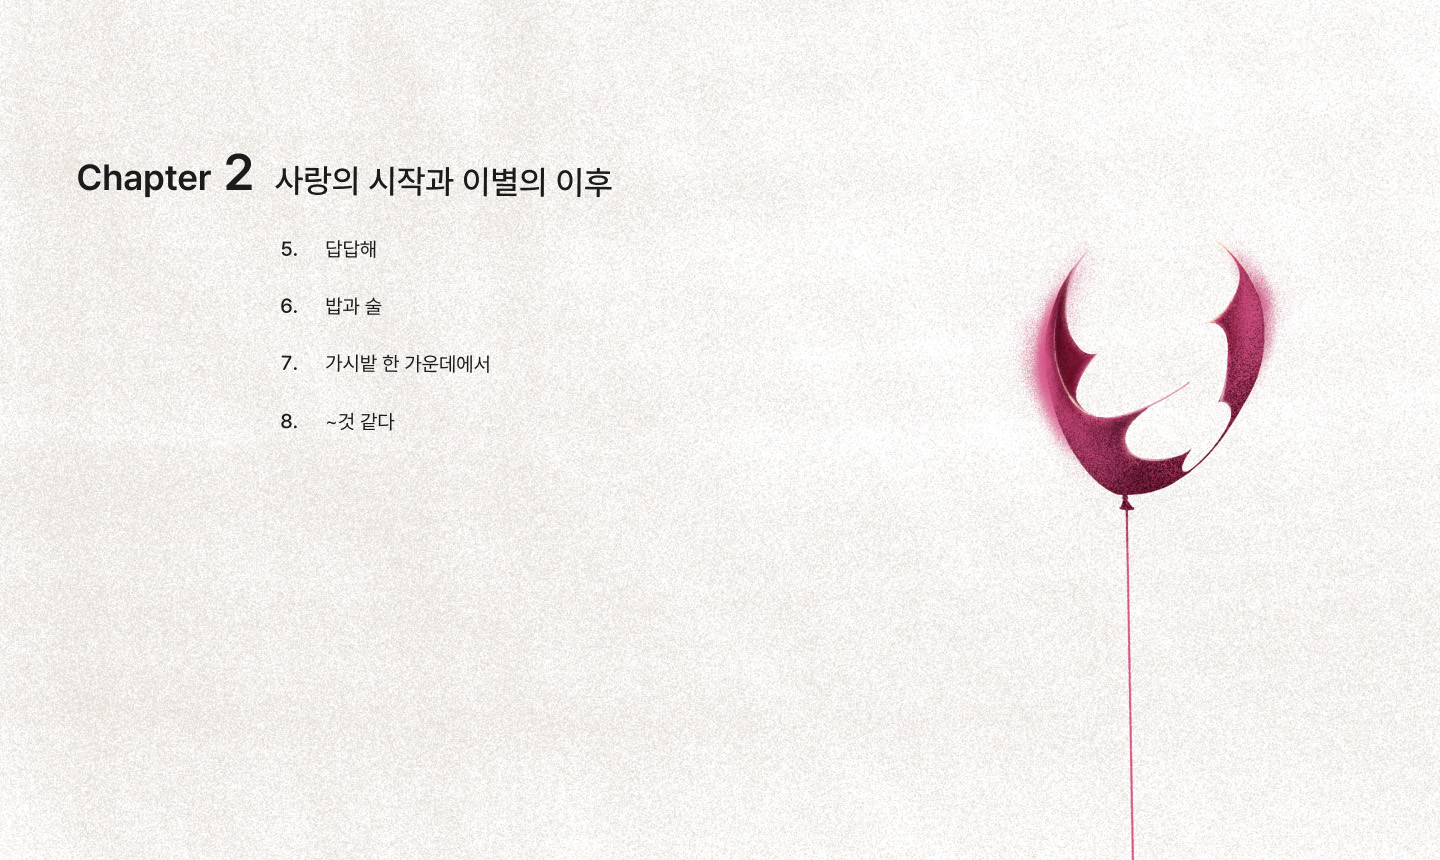 Chapter 2 사랑의 시작과 이별의 이후
5. 답답해
6. 밥과 술
7. 가시밭 한 가운데에서
8. ~것 같다